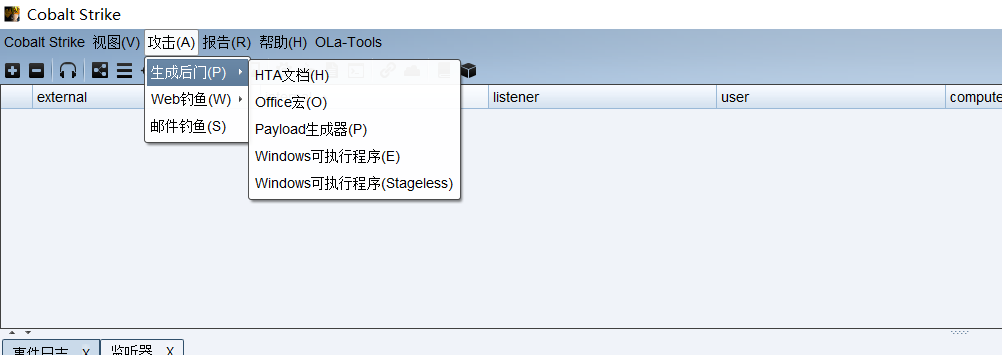 Cobalt Strike
Cobalt Strike 视图(V) 攻击(A) 报告(R) 帮助(H) OLa-Tools
生成后门(P)
Web钓鱼(W)
邮件钓鱼(S)
HTA文档(H)
Office宏(O)
Payload生成器(P)
Windows可执行程序(E)
Windows可执行程序(Stageless)
external listener user compute
事件日志 X 监听器 X